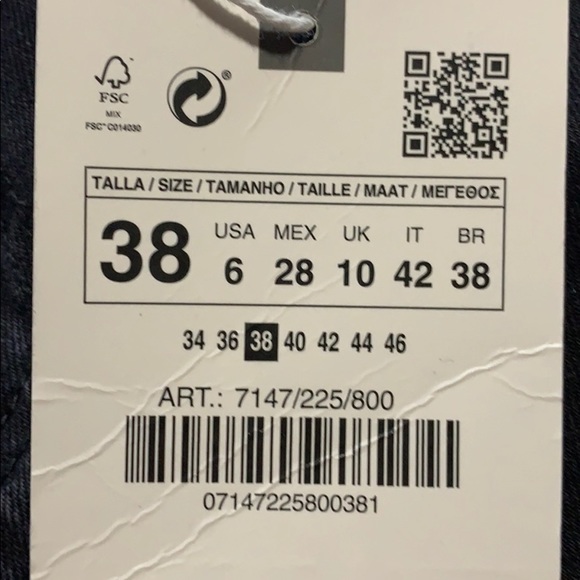 FSC
MIX
FSC™ C014030
®
TALLA / SIZE / TAMANHO / TAILLE / MAAT / ΜΕΓΕΘΟΣ
USA MEX UK IT BR
38 6 28 10 42 38
34 36 38 40 42 44 46
ART.: 7147/225/800
07147225800381